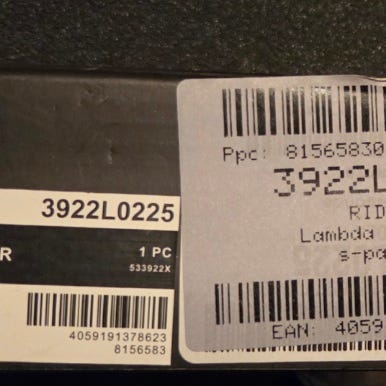 3922L0225
R
1 PC
533922X
4059191378623
8156583
Ppc: 81565830
3922L
RID
Lambda
s-pa
EAN: 4059